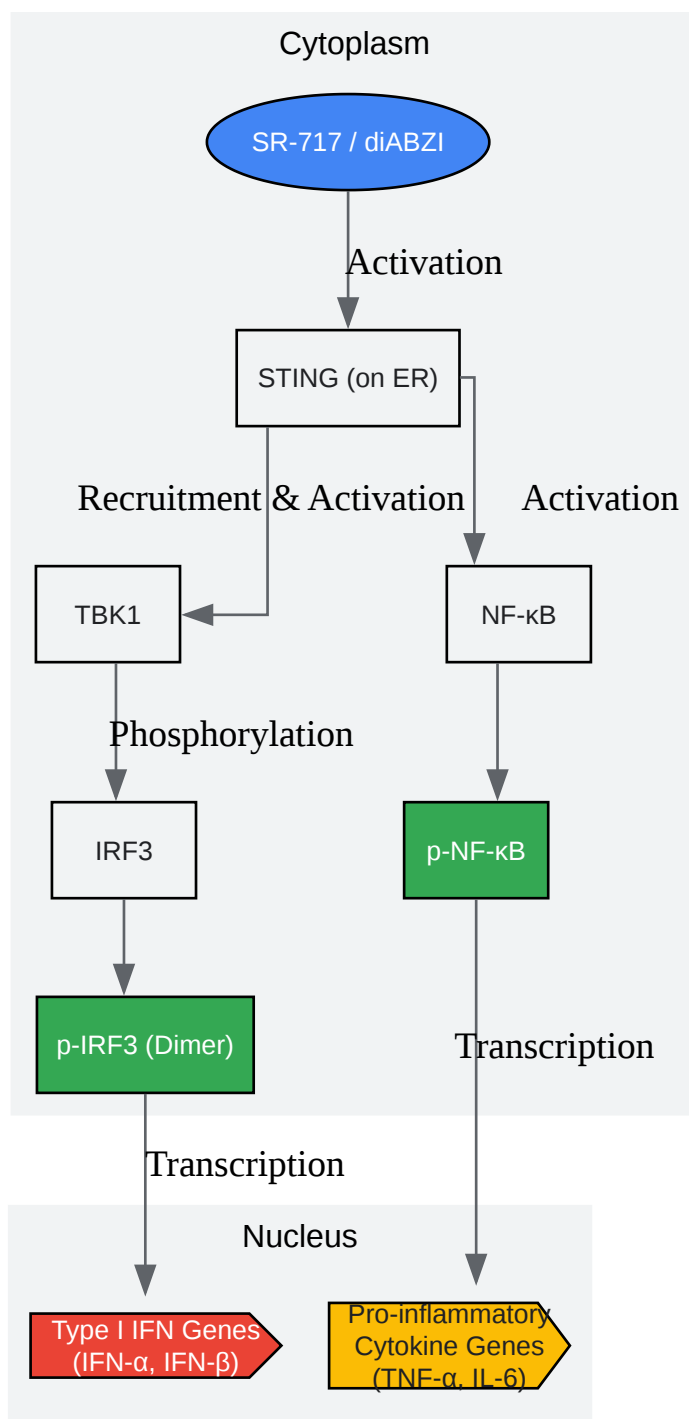 Cytoplasm
SR-717 / diABZI
Activation
STING (on ER)
Recruitment & Activation
Activation
TBK1
NF-κB
Phosphorylation
IRF3
p-NF-κB
p-IRF3 (Dimer)
Transcription
Transcription
Nucleus
Type I IFN Genes
(IFN-α, IFN-β)
Pro-inflammatory
Cytokine Genes
(TNF-α, IL-6)